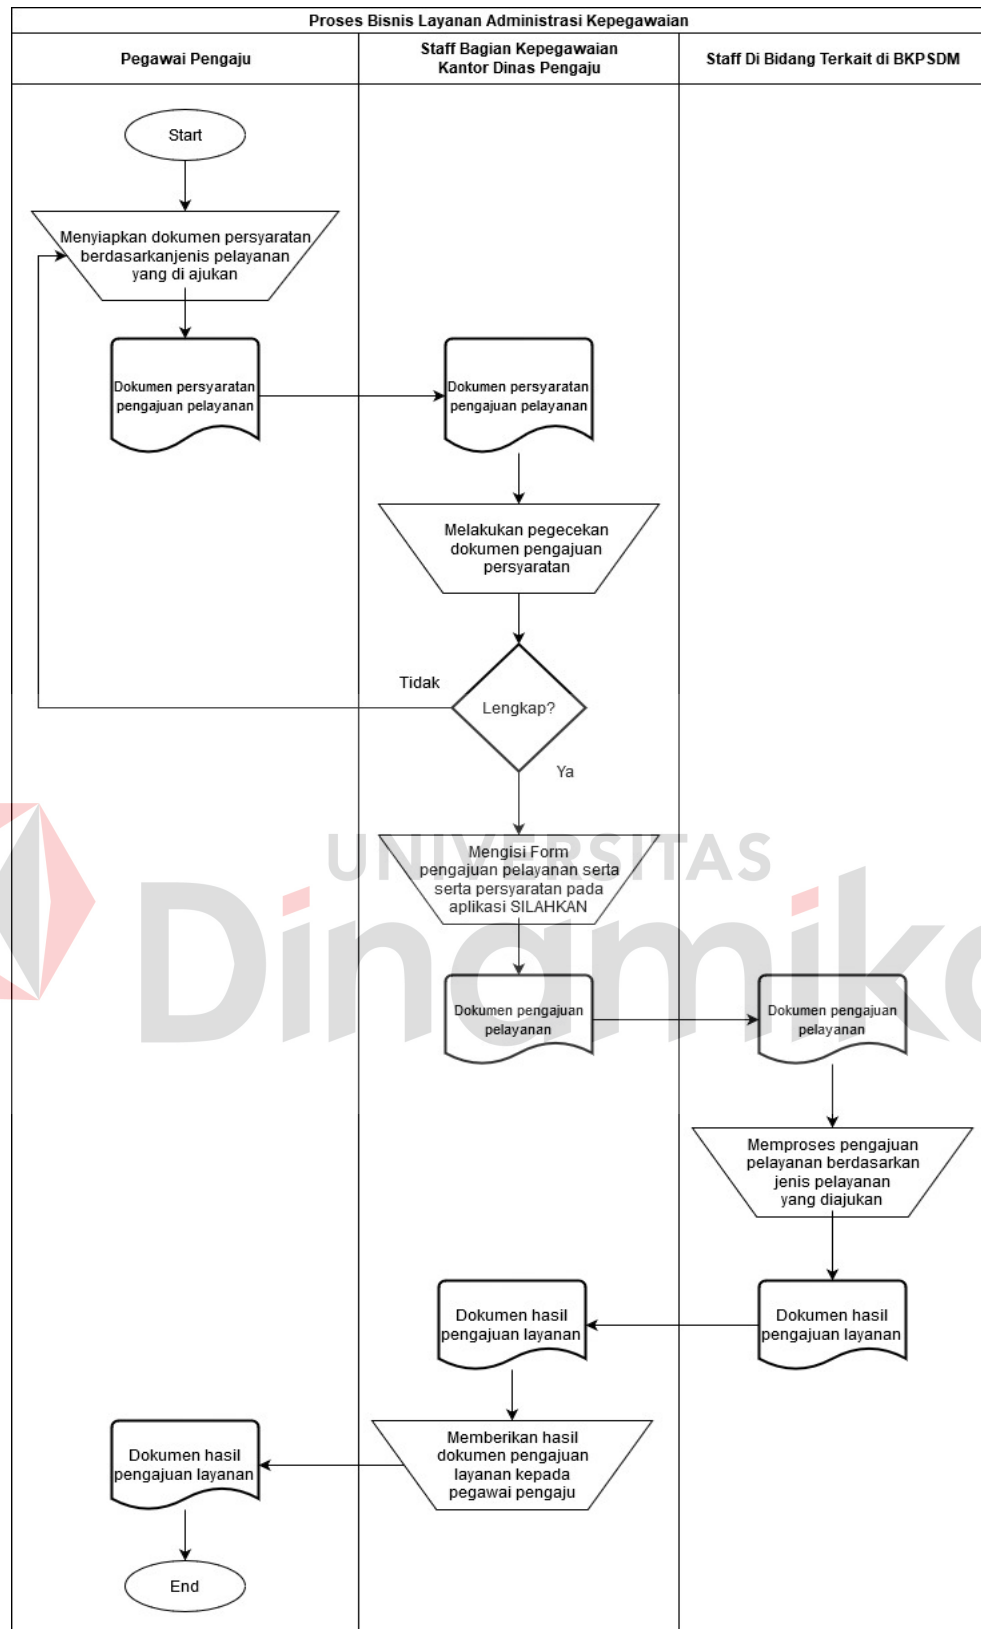 Proses Bisnis Layanan Administrasi Kepegawaian
Pegawai Pengaju
Staff Bagian Kepegawaian
Kantor Dinas Pengaju
Staff Di Bidang Terkait di BKPSDM
Start
Menyiapkan dokumen persyaratan
berdasarkanjenis pelayanan
yang di ajukan
Dokumen persyaratan
pengajuan pelayanan
Dokumen persyaratan
pengajuan pelayanan
Melakukan pegecekan
dokumen pengajuan
persyaratan
Tidak
Lengkap?
Ya
UNIVERSITAS
Dinamika
Mengisi Form
pengajuan pelayanan serta
serta persyaratan pada
aplikasi SILAHKAN
Dokumen pengajuan
pelayanan
Dokumen pengajuan
pelayanan
Memproses pengajuan
pelayanan berdasarkan
jenis pelayanan
yang diajukan
Dokumen hasil
pengajuan layanan
Dokumen hasil
pengajuan layanan
Memberikan hasil
dokumen pengajuan
layanan kepada
pegawai pengaju
Dokumen hasil
pengajuan layanan
End